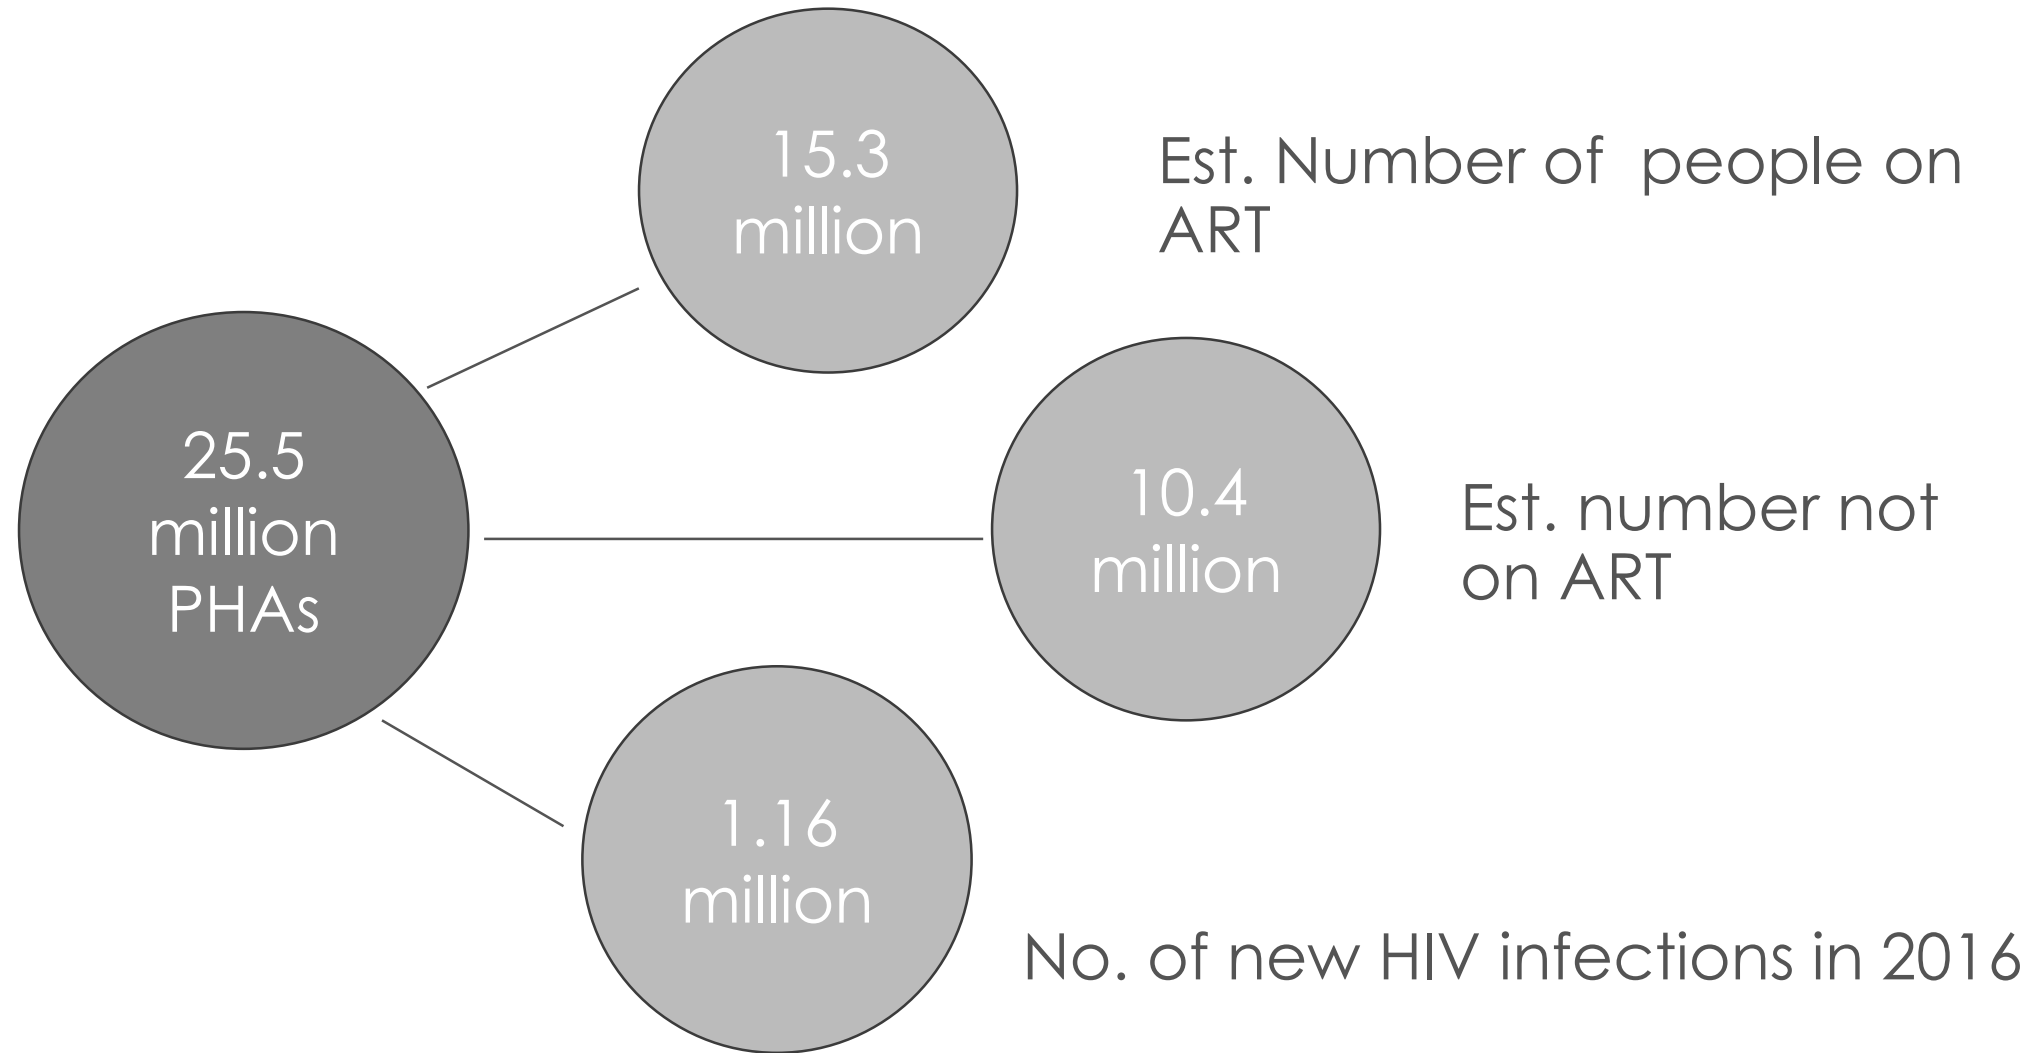 15.3
million
Est. Number of  people on
ART
25.5
million
PHAs
10.4
million
Est. number not
on ART
1.16
million
No. of new HIV infections in 2016